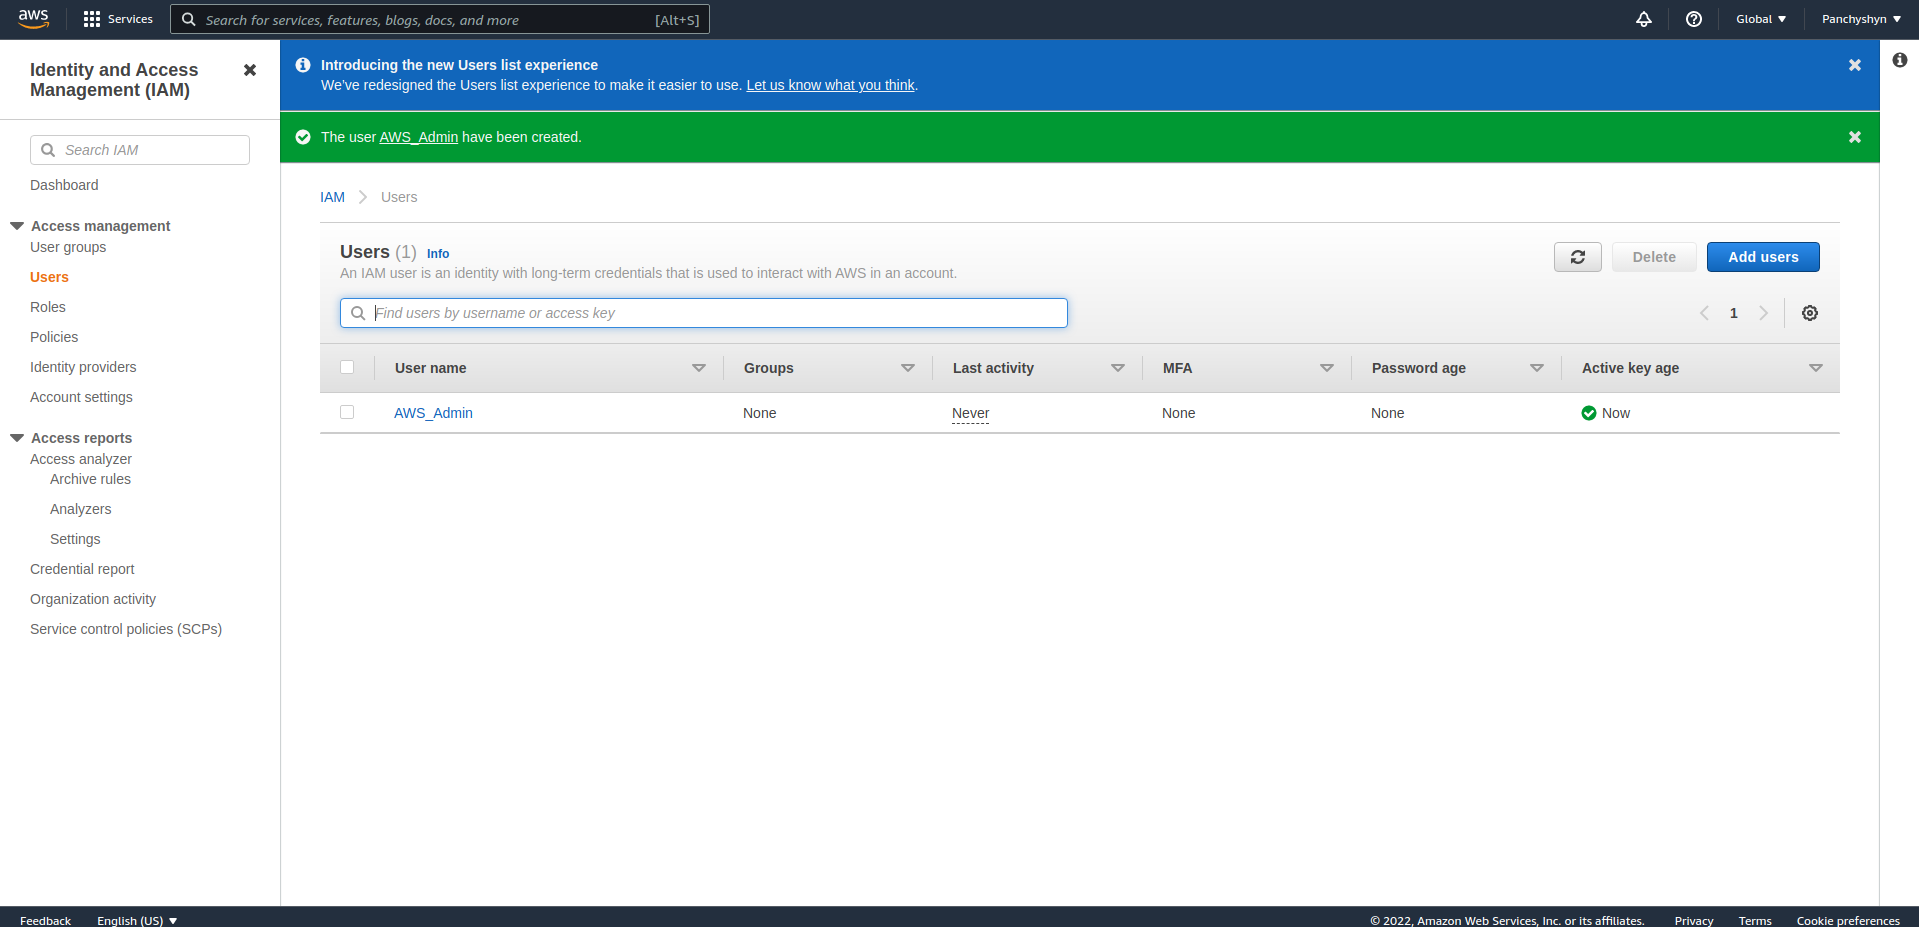 aws
Services
Search for services, features, blogs, docs, and more
[Alt+S]
Global
Panchyshyn
Identity and Access
Management (IAM)
Search IAM
Dashboard
Access management
User groups
Users
Roles
Policies
Identity providers
Account settings
Access reports
Access analyzer
Archive rules
Analyzers
Settings
Credential report
Organization activity
Service control policies (SCPs)
Introducing the new Users list experience
We've redesigned the Users list experience to make it easier to use. Let us know what you think.
The user AWS_Admin have been created.
IAM > Users
Users (1) Info
An IAM user is an identity with long-term credentials that is used to interact with AWS in an account.
Delete
Add users
Find users by username or access key
1
User name Groups Last activity MFA Password age Active key age
AWS_Admin None Never None None Now
Feedback English (US) © 2022, Amazon Web Services, Inc. or its affiliates. Privacy Terms Cookie preferences